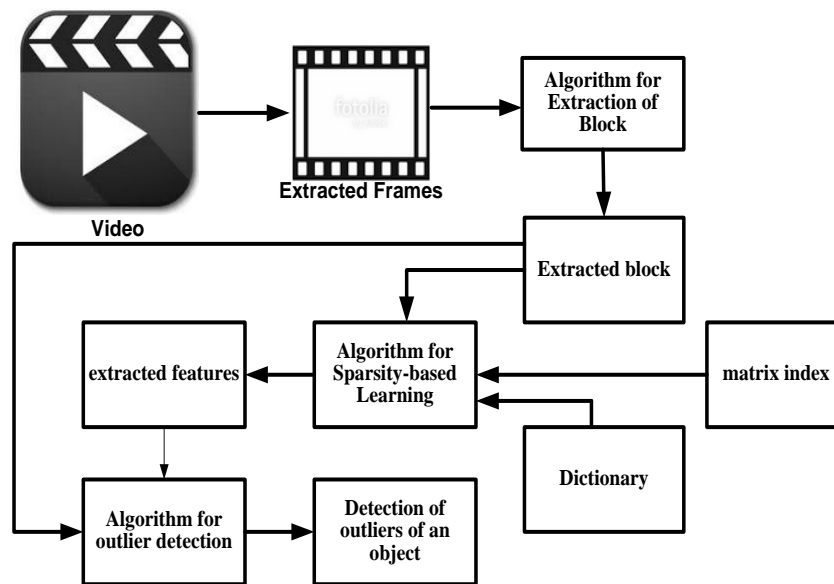 Algorithm for
Extraction of
Block
fotolia
Extracted Frames
Video
Extracted block
extracted features
Algorithm for
Sparsity-based
Learning
matrix index
Dictionary
Algorithm for
outlier detection
Detection of
outliers of an
object